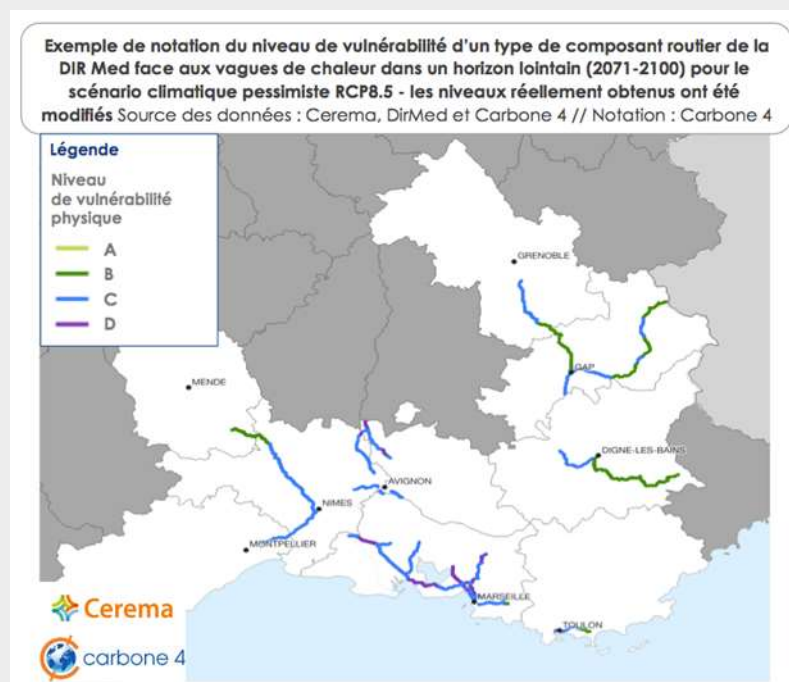 Exemple de notation du niveau de vulnérabilité d'un type de composant routier de la
DIR Med face aux vagues de chaleur dans un horizon lointain (2071-2100) pour le
scénario climatique pessimiste RCP8.5 - les niveaux réellement obtenus ont été
modifiés Source des données : Cerema, DirMed et Carbone 4 // Notation : Carbone 4
Légende
Niveau
de vulnérabilité
physique
A
B
C
D
GRENOBLE
GAP
MENDE
DIGNE-LES-BAINS
AVIGNON
NIMES
MONTPELLIER
MARSEILLE
TOULON
Cerema
carbone 4